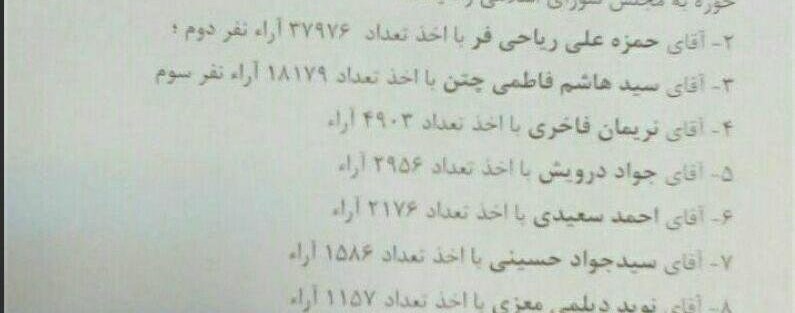 حوزه به مجلس شورای اسلامی
۲- آقای حمزه علی ریاحی فر با اخذ تعداد ۳۷۹۷۶ آراء نفر دوم ؛
۳- آقای سید هاشم فاطمی چتن با اخذ تعداد ۱۸۱۷۹ آراء نفر سوم
۴- آقای نریمان فاخری با اخذ تعداد ۴۹۰۳ آراء
۵- آقای جواد درویش با اخذ تعداد ۲۹۵۶ آراء
۶- آقای احمد سعیدی با اخذ تعداد ۲۱۷۶ آراء
۷- آقای سیدجواد حسینی با اخذ تعداد ۱۵۸۶ آراء
۸- آقای نوید دیلمی معزی با اخذ تعداد ۱۱۵۷ آراء